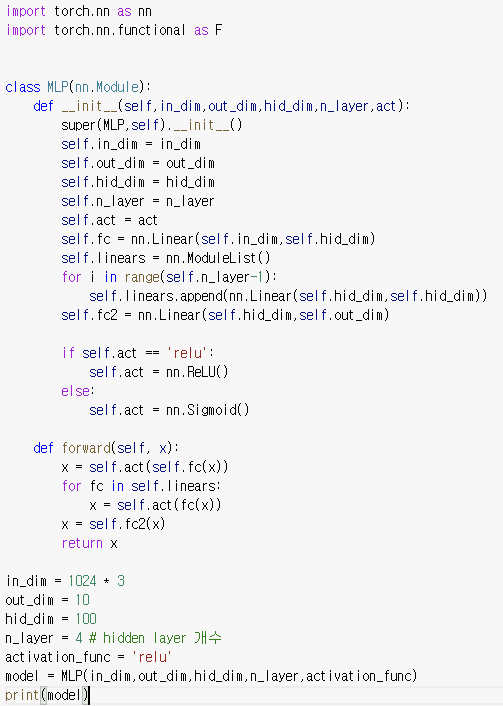 import torch.nn as nn
import torch.nn.functional as F
class MLP(nn.Module):
    def __init__(self,in_dim,out_dim,hid_dim,n_layer,act):
        super(MLP,self).__init__()
        self.in_dim = in_dim
        self.out_dim = out_dim
        self.hid_dim = hid_dim
        self.n_layer = n_layer
        self.act = act
        self.fc = nn.Linear(self.in_dim,self.hid_dim)
        self.linears = nn.ModuleList()
        for i in range(self.n_layer-1):
            self.linears.append(nn.Linear(self.hid_dim,self.hid_dim))
        self.fc2 = nn.Linear(self.hid_dim,self.out_dim)
        if self.act == 'relu':
            self.act = nn.ReLU()
        else:
            self.act = nn.Sigmoid()
    def forward(self, x):
        x = self.act(self.fc(x))
        for fc in self.linears:
            x = self.act(fc(x))
        x = self.fc2(x)
        return x
in_dim = 1024 * 3
out_dim = 10
hid_dim = 100
n_layer = 4 # hidden layer 개수
activation_func = 'relu'
model = MLP(in_dim,out_dim,hid_dim,n_layer,activation_func)
print(model)